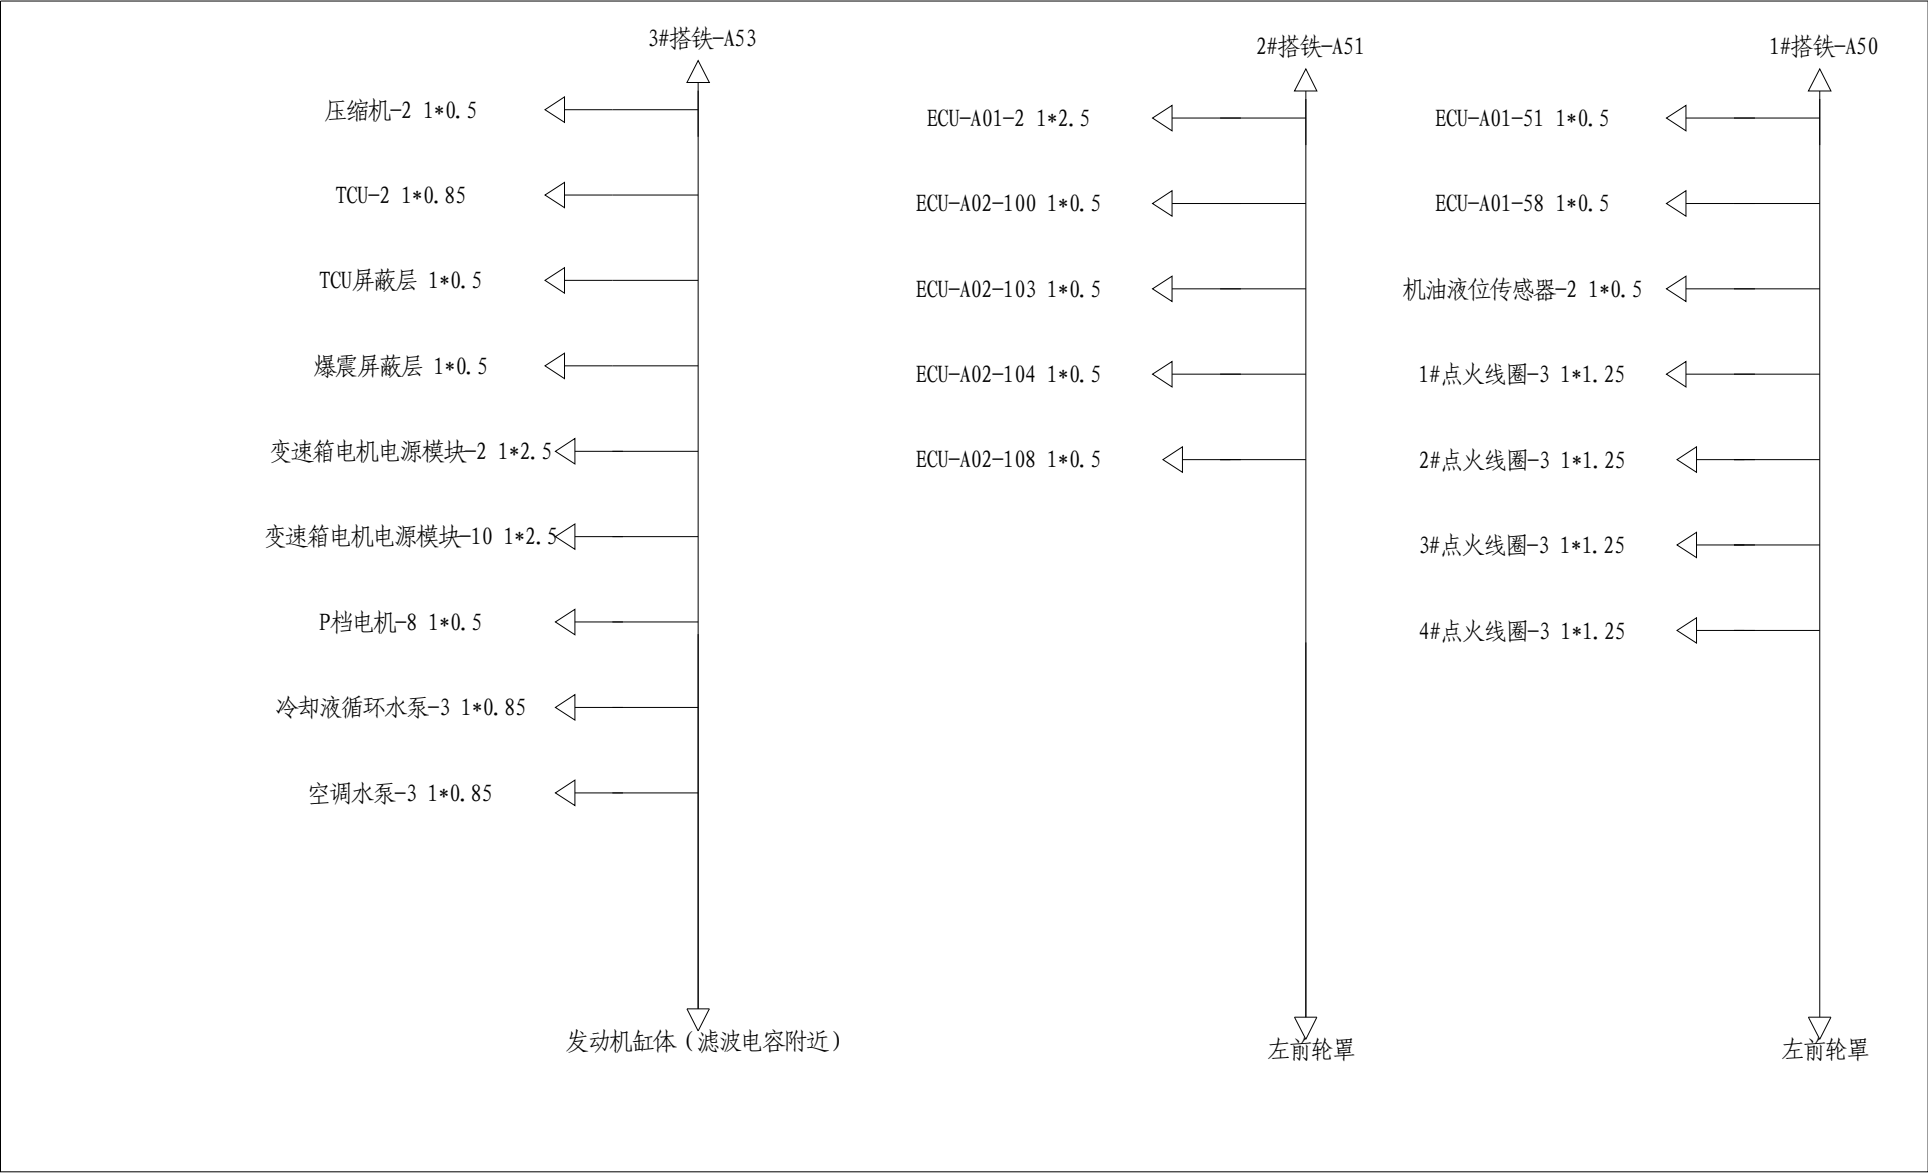 3#搭铁-A53
压缩机-2 1*0.5
TCU-2 1*0.85
TCU屏蔽层 1*0.5
爆震屏蔽层 1*0.5
变速箱电机电源模块-2 1*2.5
变速箱电机电源模块-10 1*2.5
P档电机-8 1*0.5
冷却液循环水泵-3 1*0.85
空调水泵-3 1*0.85
发动机缸体(滤波电容附近)
2#搭铁-A51
ECU-A01-2 1*2.5
ECU-A02-100 1*0.5
ECU-A02-103 1*0.5
ECU-A02-104 1*0.5
ECU-A02-108 1*0.5
左前轮罩
1#搭铁-A50
ECU-A01-51 1*0.5
ECU-A01-58 1*0.5
机油液位传感器-2 1*0.5
1#点火线圈-3 1*1.25
2#点火线圈-3 1*1.25
3#点火线圈-3 1*1.25
4#点火线圈-3 1*1.25
左前轮罩